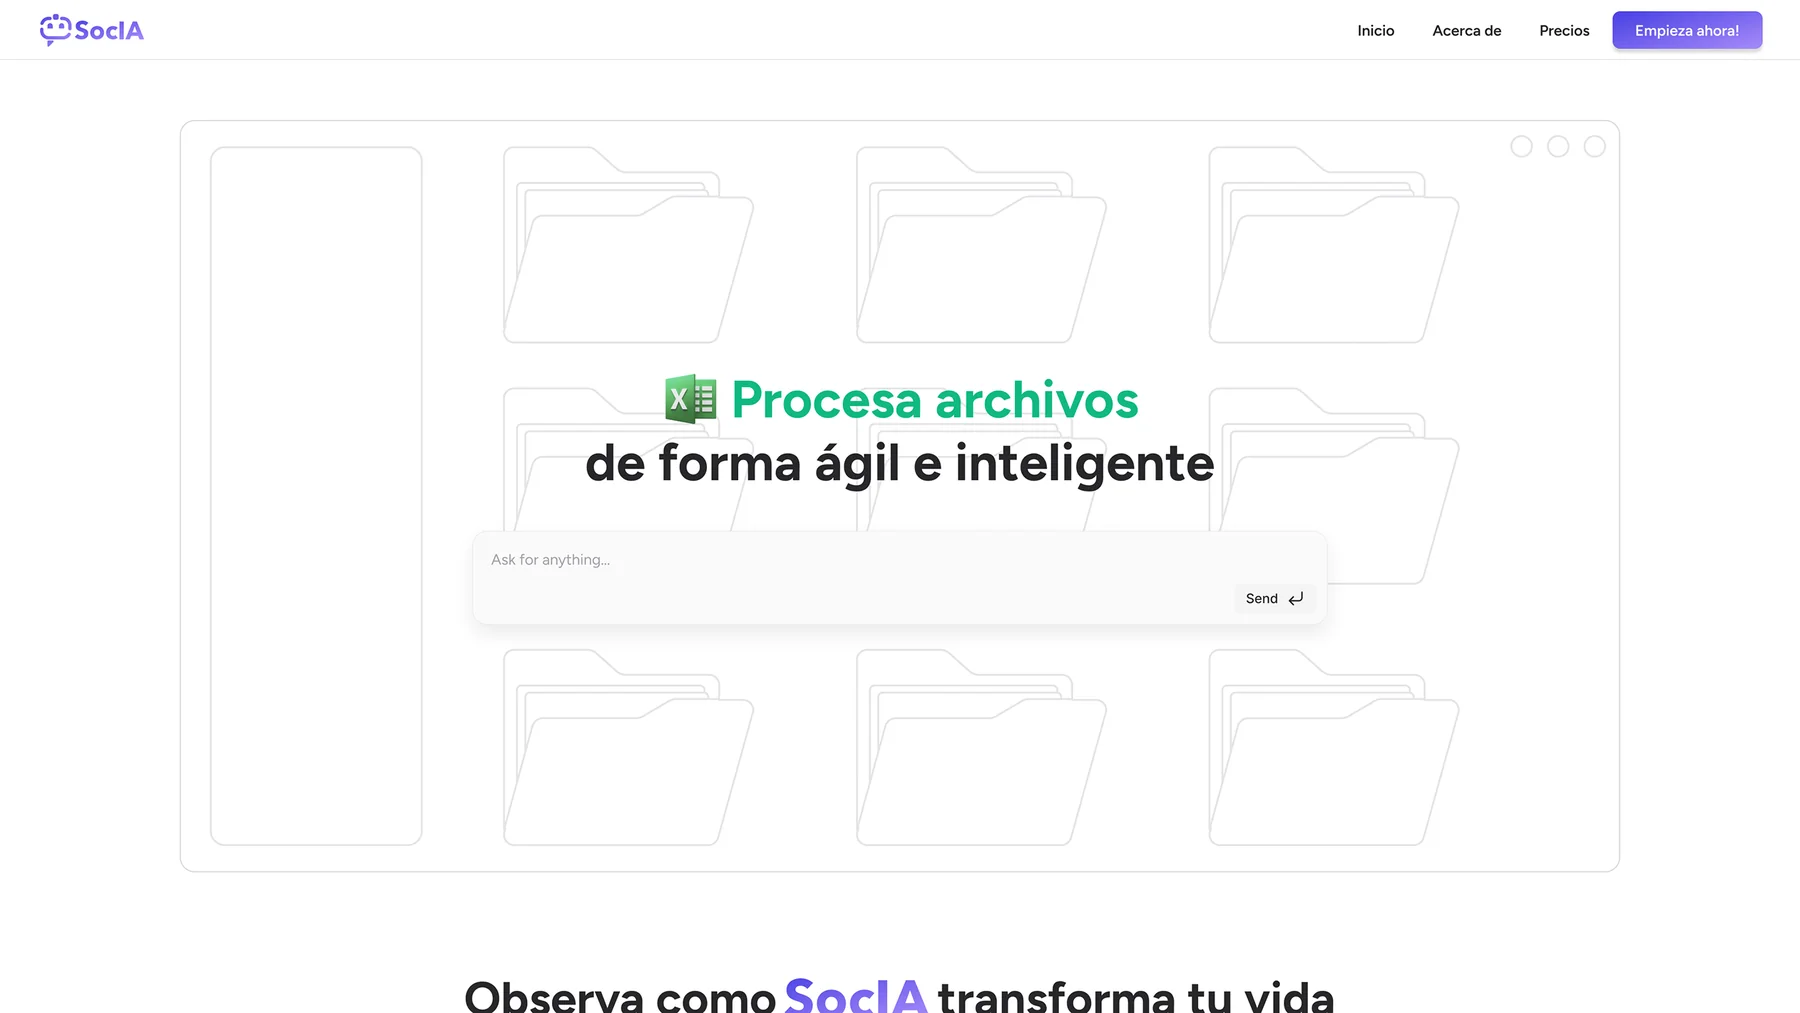 SocIA
Inicio
Acerca de
Precios
Empieza ahora!
X
Procesa archivos
de forma ágil e inteligente
Ask for anything...
Send
Observa como SocIA transforma tu vida